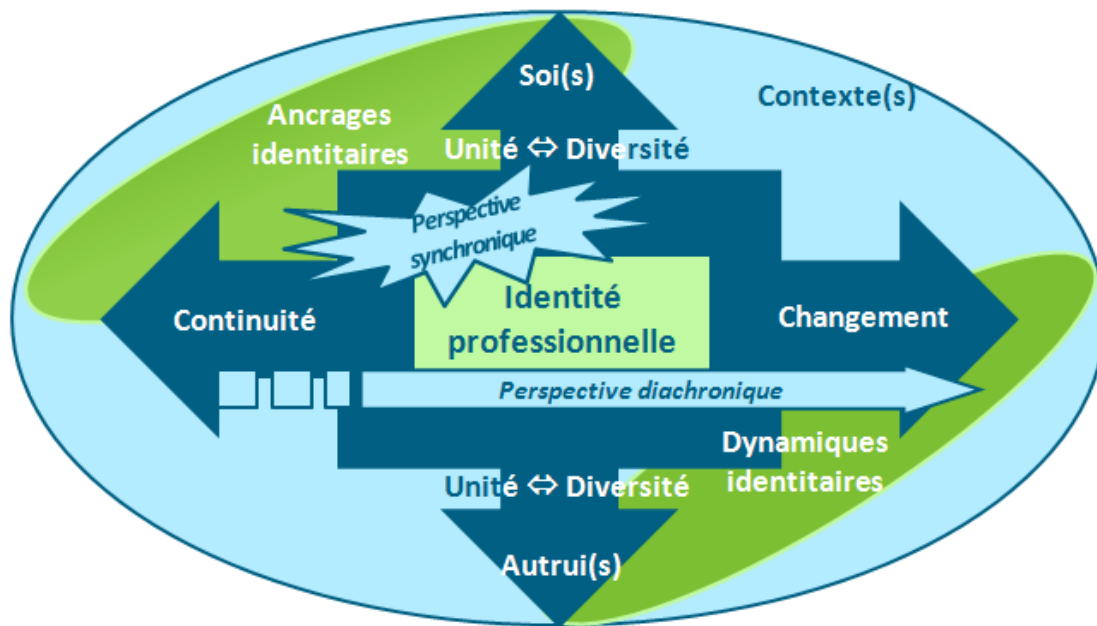 Soi(s)
Contexte(s)
Ancrages
identitaires
Unité ⇔ Diversité
Perspective
synchronique
Identité
professionnelle
Continuité
Changement
Perspective diachronique
Dynamiques
identitaires
Unité ⇔ Diversité
Autrui(s)